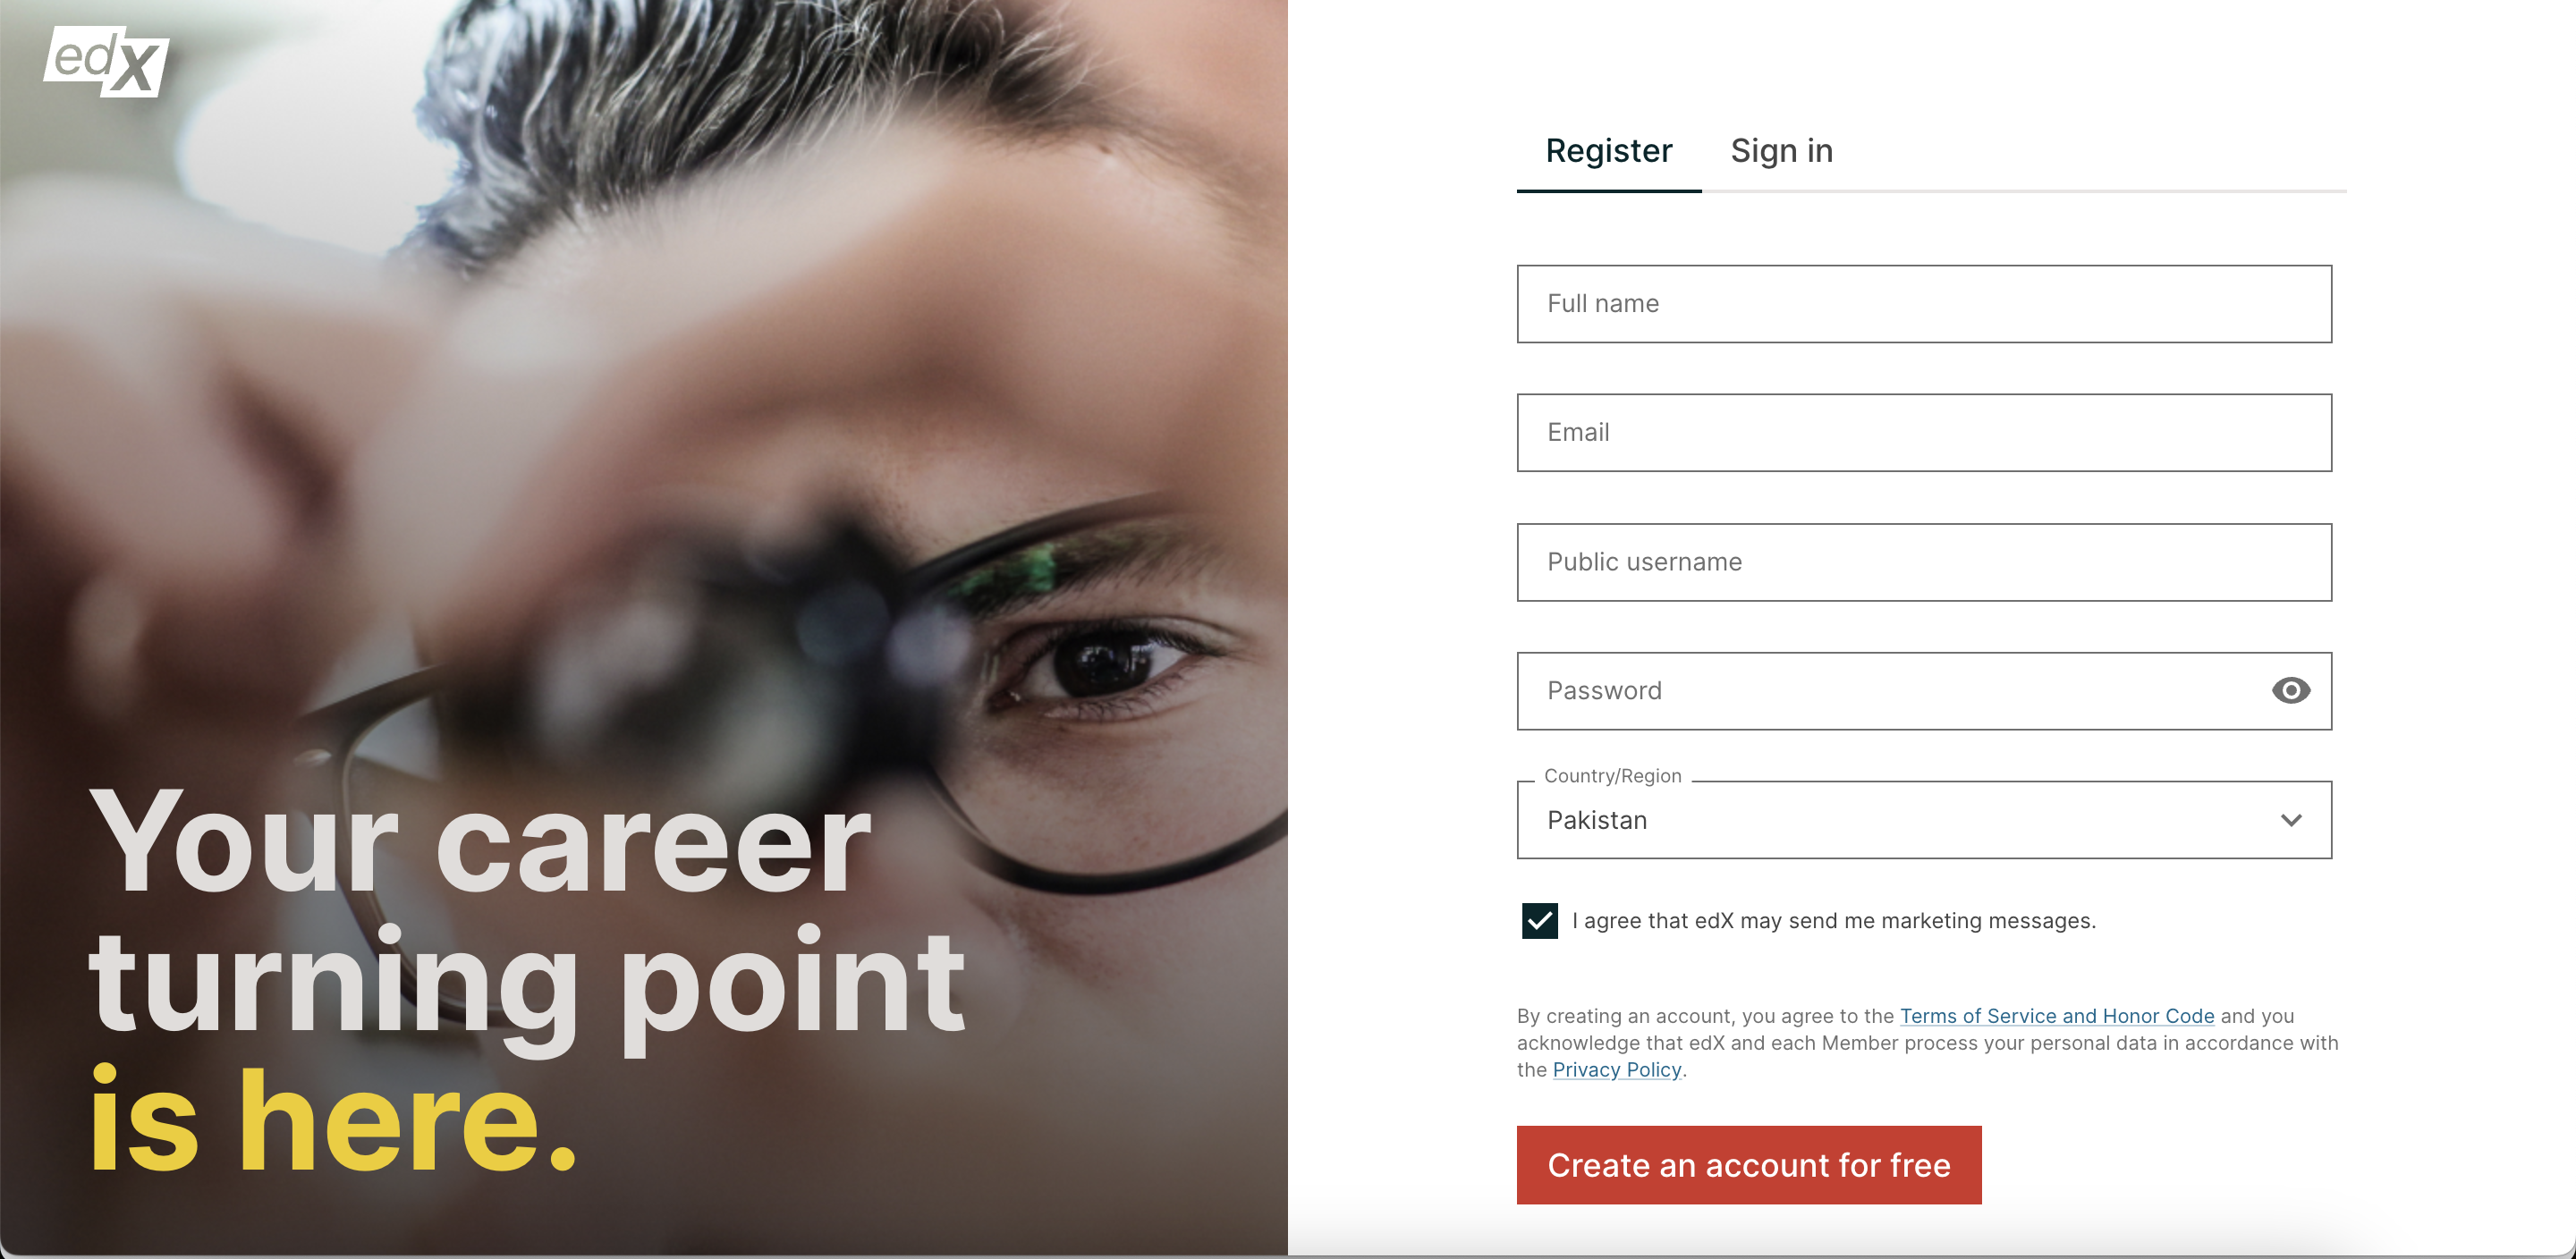 edX
Your career
turning point
is here.
Register
Sign in
Full name
Email
Public username
Password
Country/Region
Pakistan
I agree that edX may send me marketing messages.
By creating an account, you agree to the Terms of Service and Honor Code and you
acknowledge that edX and each Member process your personal data in accordance with
the Privacy Policy.
Create an account for free